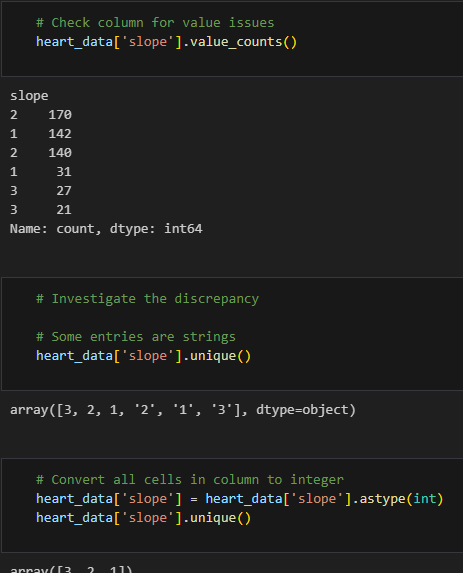 # Check column for value issues
heart_data['slope'].value_counts()
slope
2    170
1    142
2    140
1     31
3     27
3     21
Name: count, dtype: int64
# Investigate the discrepancy
# Some entries are strings
heart_data['slope'].unique()
array([3, 2, 1, '2', '1', '3'], dtype=object)
# Convert all cells in column to integer
heart_data['slope'] = heart_data['slope'].astype(int)
heart_data['slope'].unique()
array([3, 2, 1])